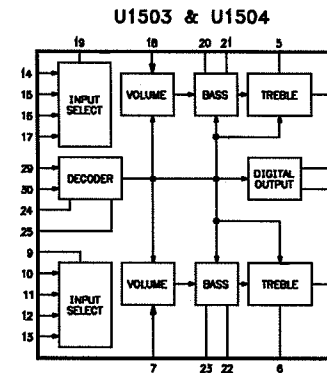 U1503 & U1504
19 18 20 21 5
14
15
16
17
INPUT
SELECT
VOLUME
BASS
TREBLE
29
30
24
25
DECODER
DIGITAL
OUTPUT
9
10
11
12
13
INPUT
SELECT
VOLUME
BASS
TREBLE
7 23 22 6